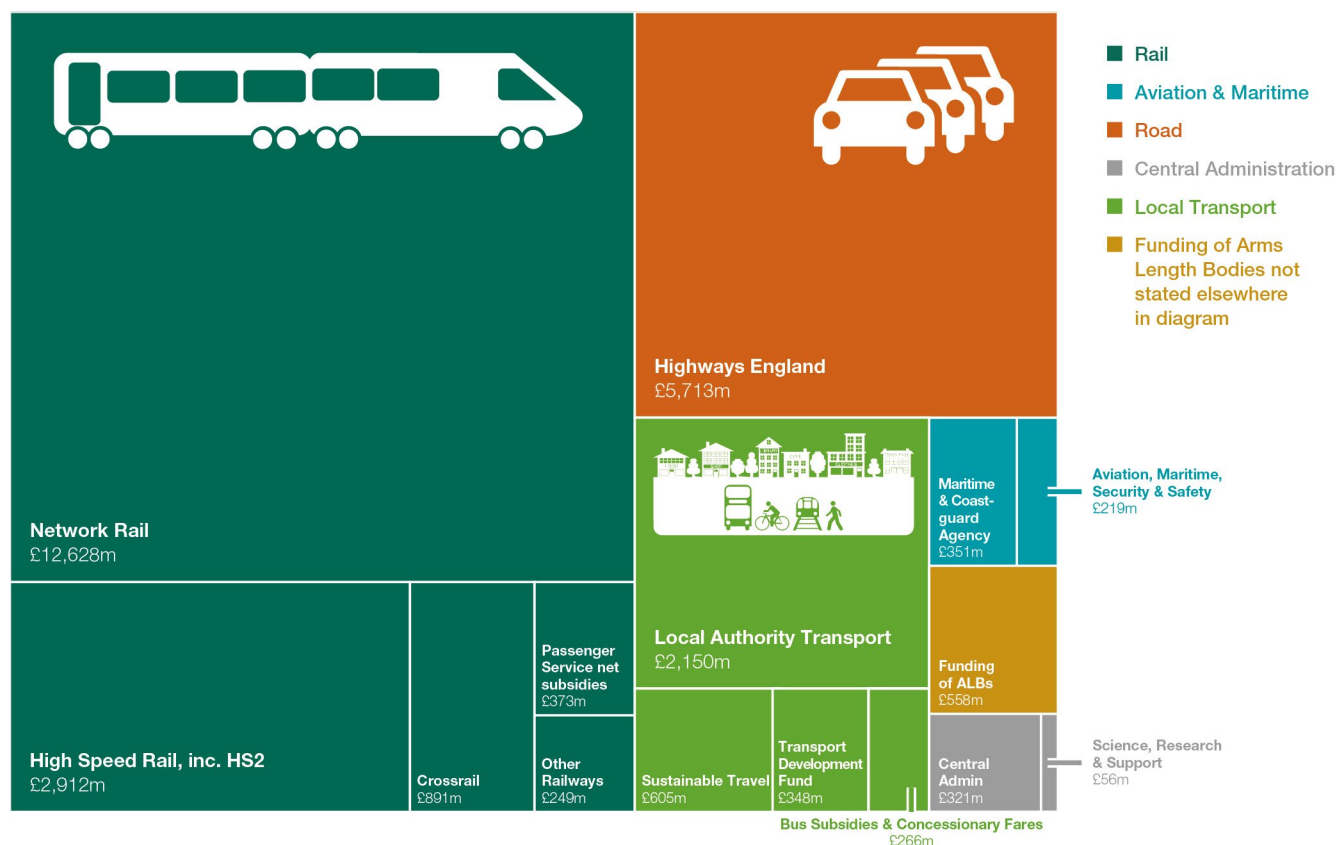 Rail
Aviation & Maritime
Road
Central Administration
Local Transport
Funding of Arms
Length Bodies not
stated elsewhere
in diagram
Network Rail
£12,628m
Highways England
£5,713m
Maritime
& Coast-
guard
Agency
£351m
Aviation, Maritime,
Security & Safety
£219m
Local Authority Transport
£2,150m
Funding
of ALBs
£558m
High Speed Rail, inc. HS2
£2,912m
Crossrail
£891m
Passenger
Service net
subsidies
£373m
Other
Railways
£249m
Sustainable Travel
£605m
Transport
Development
Fund
£348m
Bus Subsidies & Concessionary Fares
£266m
Central
Admin
£321m
Science, Research
& Support
£56m